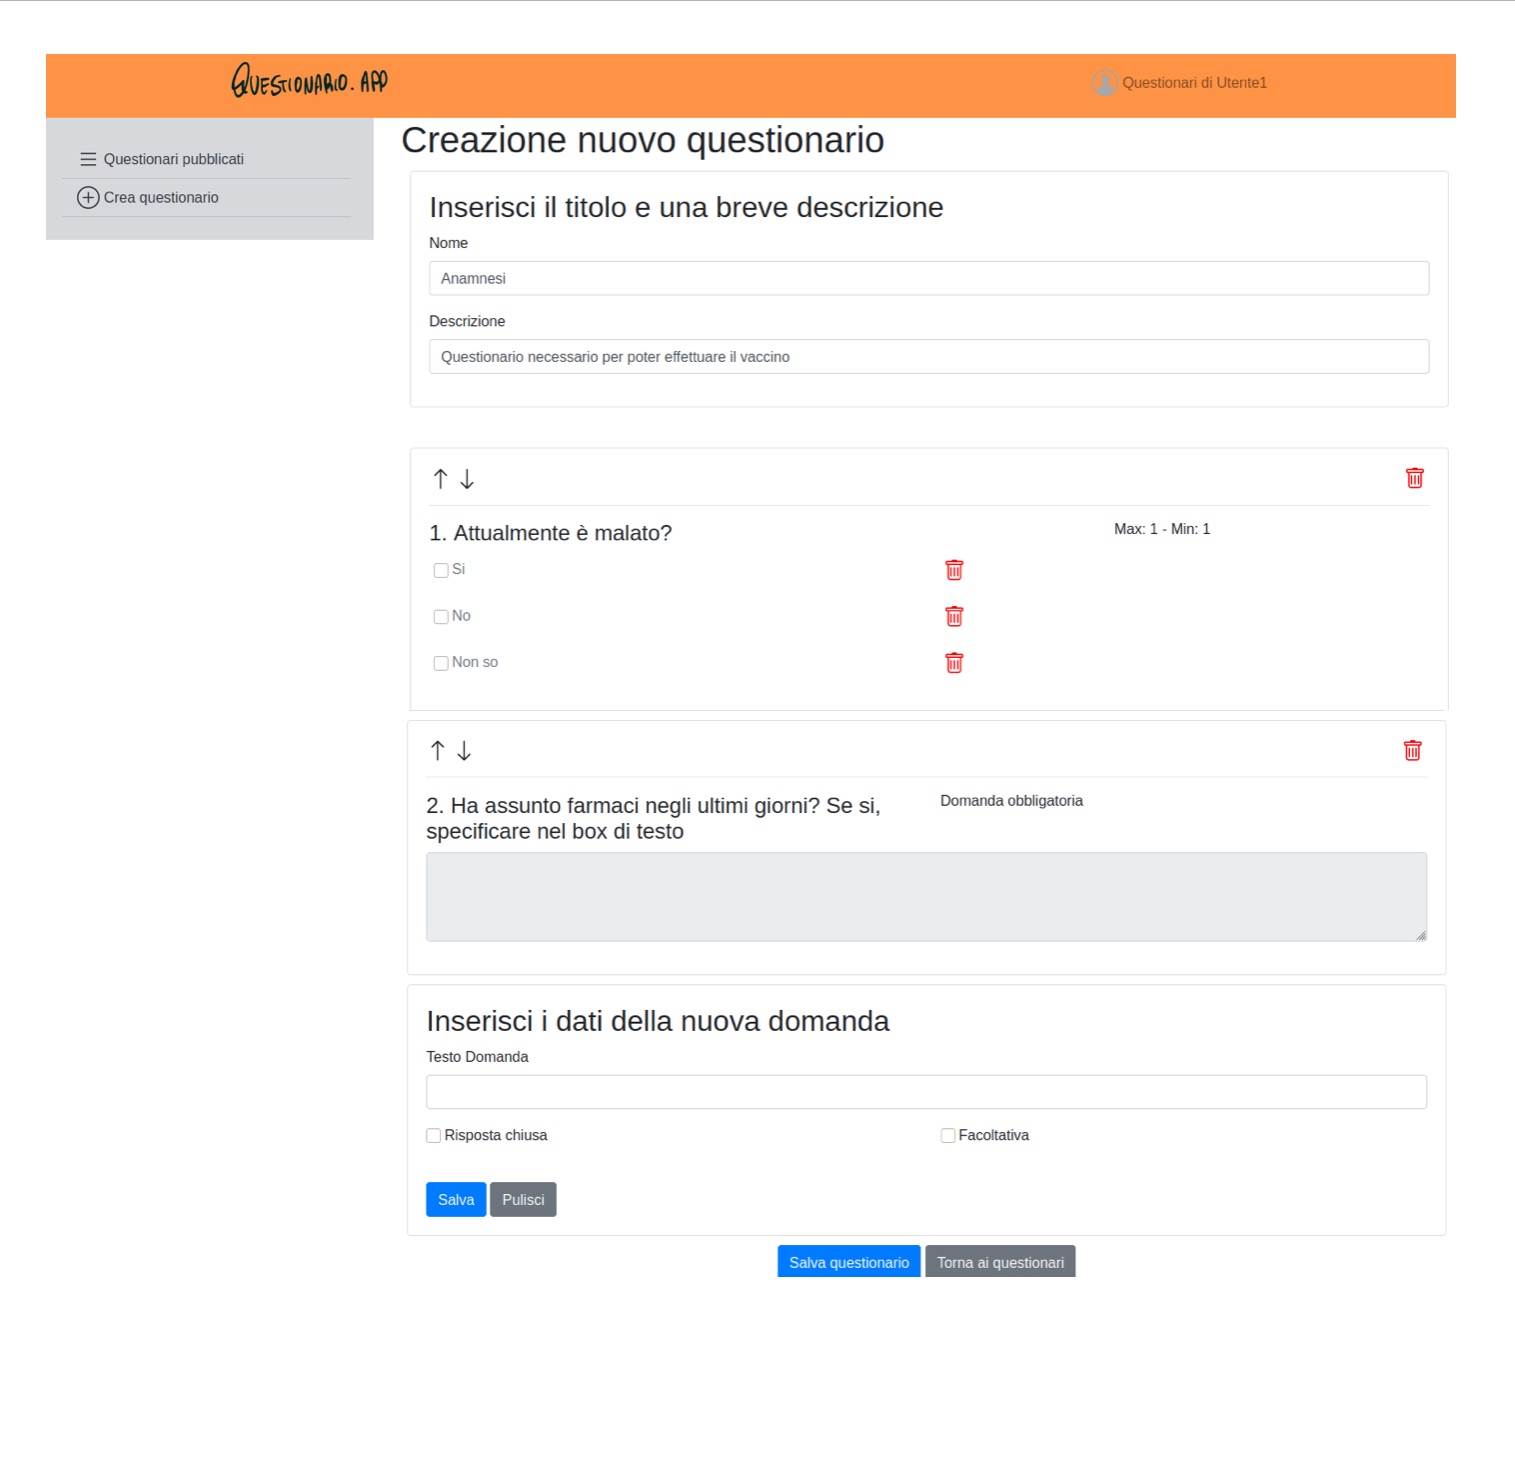 Questionario.app
Questionari di Utente1
Questionari pubblicati
Crea questionario
Creazione nuovo questionario
Inserisci il titolo e una breve descrizione
Nome
Anamnesi
Descrizione
Questionario necessario per poter effettuare il vaccino
1. Attualmente è malato?
Max: 1 - Min: 1
Si
No
Non so
2. Ha assunto farmaci negli ultimi giorni? Se si,
specificare nel box di testo
Domanda obbligatoria
Inserisci i dati della nuova domanda
Testo Domanda
Risposta chiusa
Facoltativa
Salva
Pulisci
Salva questionario
Torna ai questionari